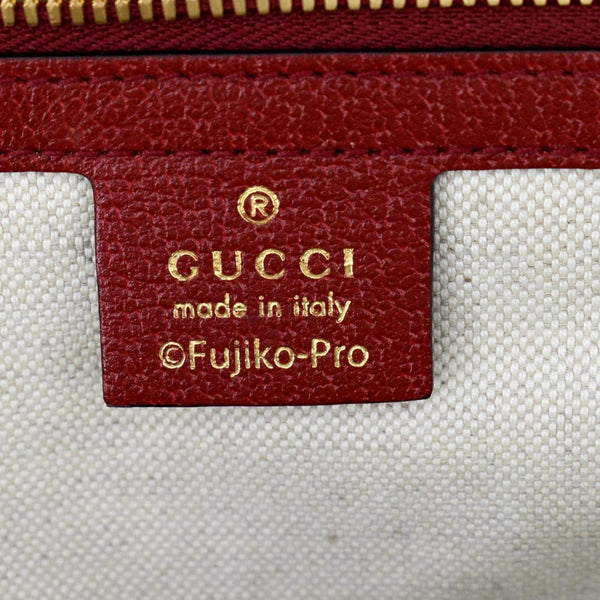 ®
GUCCI
made in italy
©Fujiko-Pro